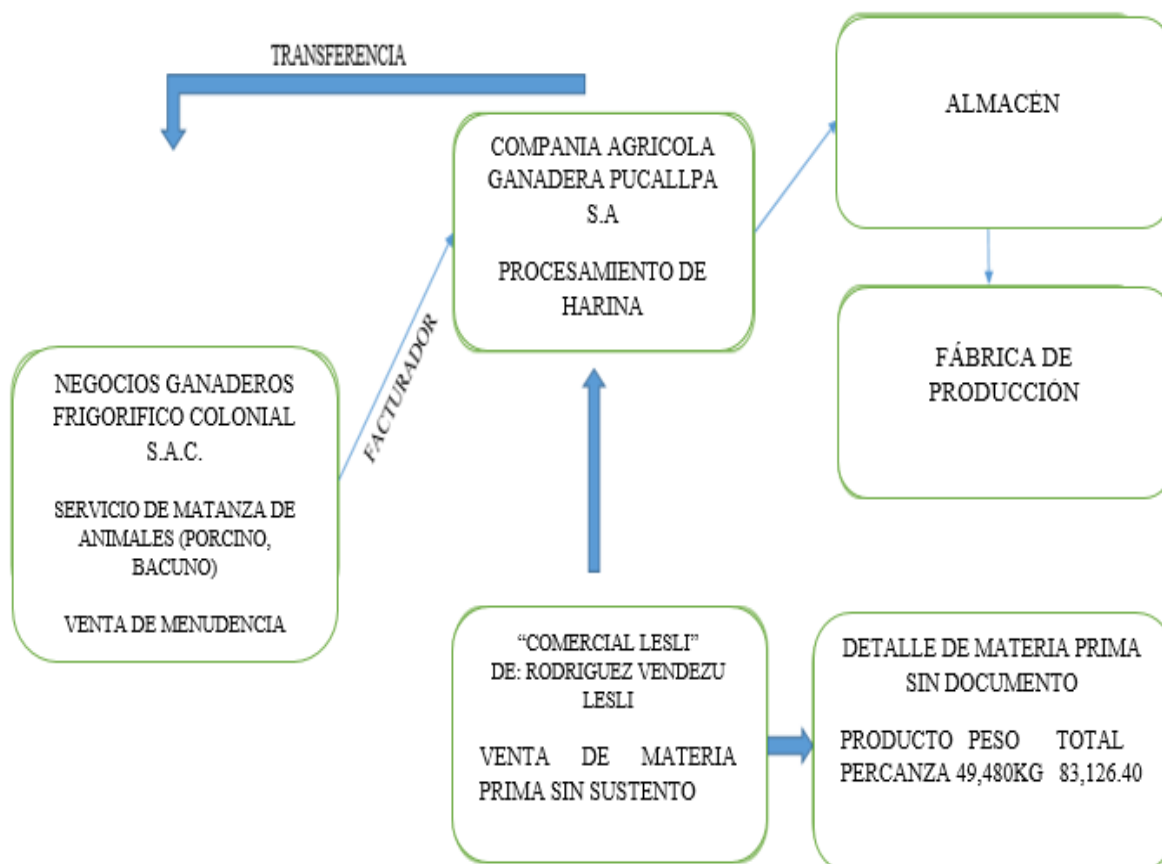 TRANSFERENCIA
COMPANIA AGRICOLA
GANADERA PUCALLPA
S.A
PROCESAMIENTO DE
HARINA
ALMACÉN
FÁBRICA DE
PRODUCCIÓN
FACTURADOR
NEGOCIOS GANADEROS
FRIGORIFICO COLONIAL
S.A.C.
SERVICIO DE MATANZA DE
ANIMALES (PORCINO,
BACUNO)
VENTA DE MENUDENCIA
“COMERCIAL LESLI”
DE: RODRIGUEZ VENDEZU
LESLI
VENTA DE MATERIA
PRIMA SIN SUSTENTO
DETALLE DE MATERIA PRIMA
SIN DOCUMENTO
PRODUCTO PESO TOTAL
PERCANZA 49,480KG 83,126.40